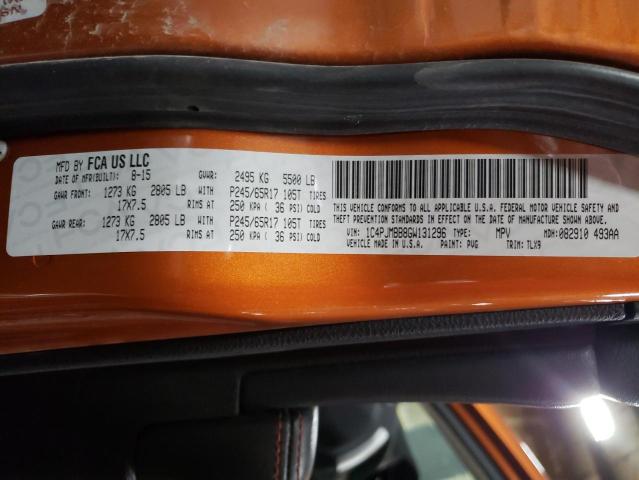 MFD BY FCA US LLC
DATE OF MFR(BUILT): 8-15 GVWR: 2495 KG 5500 LB
GAWR FRONT: 1273 KG 2805 LB WITH P245/65R17 105T TIRES
17X7.5 RIMS AT 250 KPA ( 36 PSI) COLD
GAWR REAR: 1273 KG 2805 LB WITH P245/65R17 105T TIRES
17X7.5 RIMS AT 250 KPA ( 36 PSI) COLD
THIS VEHICLE CONFORMS TO ALL APPLICABLE U.S.A. FEDERAL MOTOR VEHICLE SAFETY AND
THEFT PREVENTION STANDARDS IN EFFECT ON THE DATE OF MANUFACTURE SHOWN ABOVE.
VIN: 1C4PJMBB8GW131296 TYPE: MPV MDH: 082910 493AA
VEHICLE MADE IN U.S.A. PAINT: PVG TRIM: TLX9